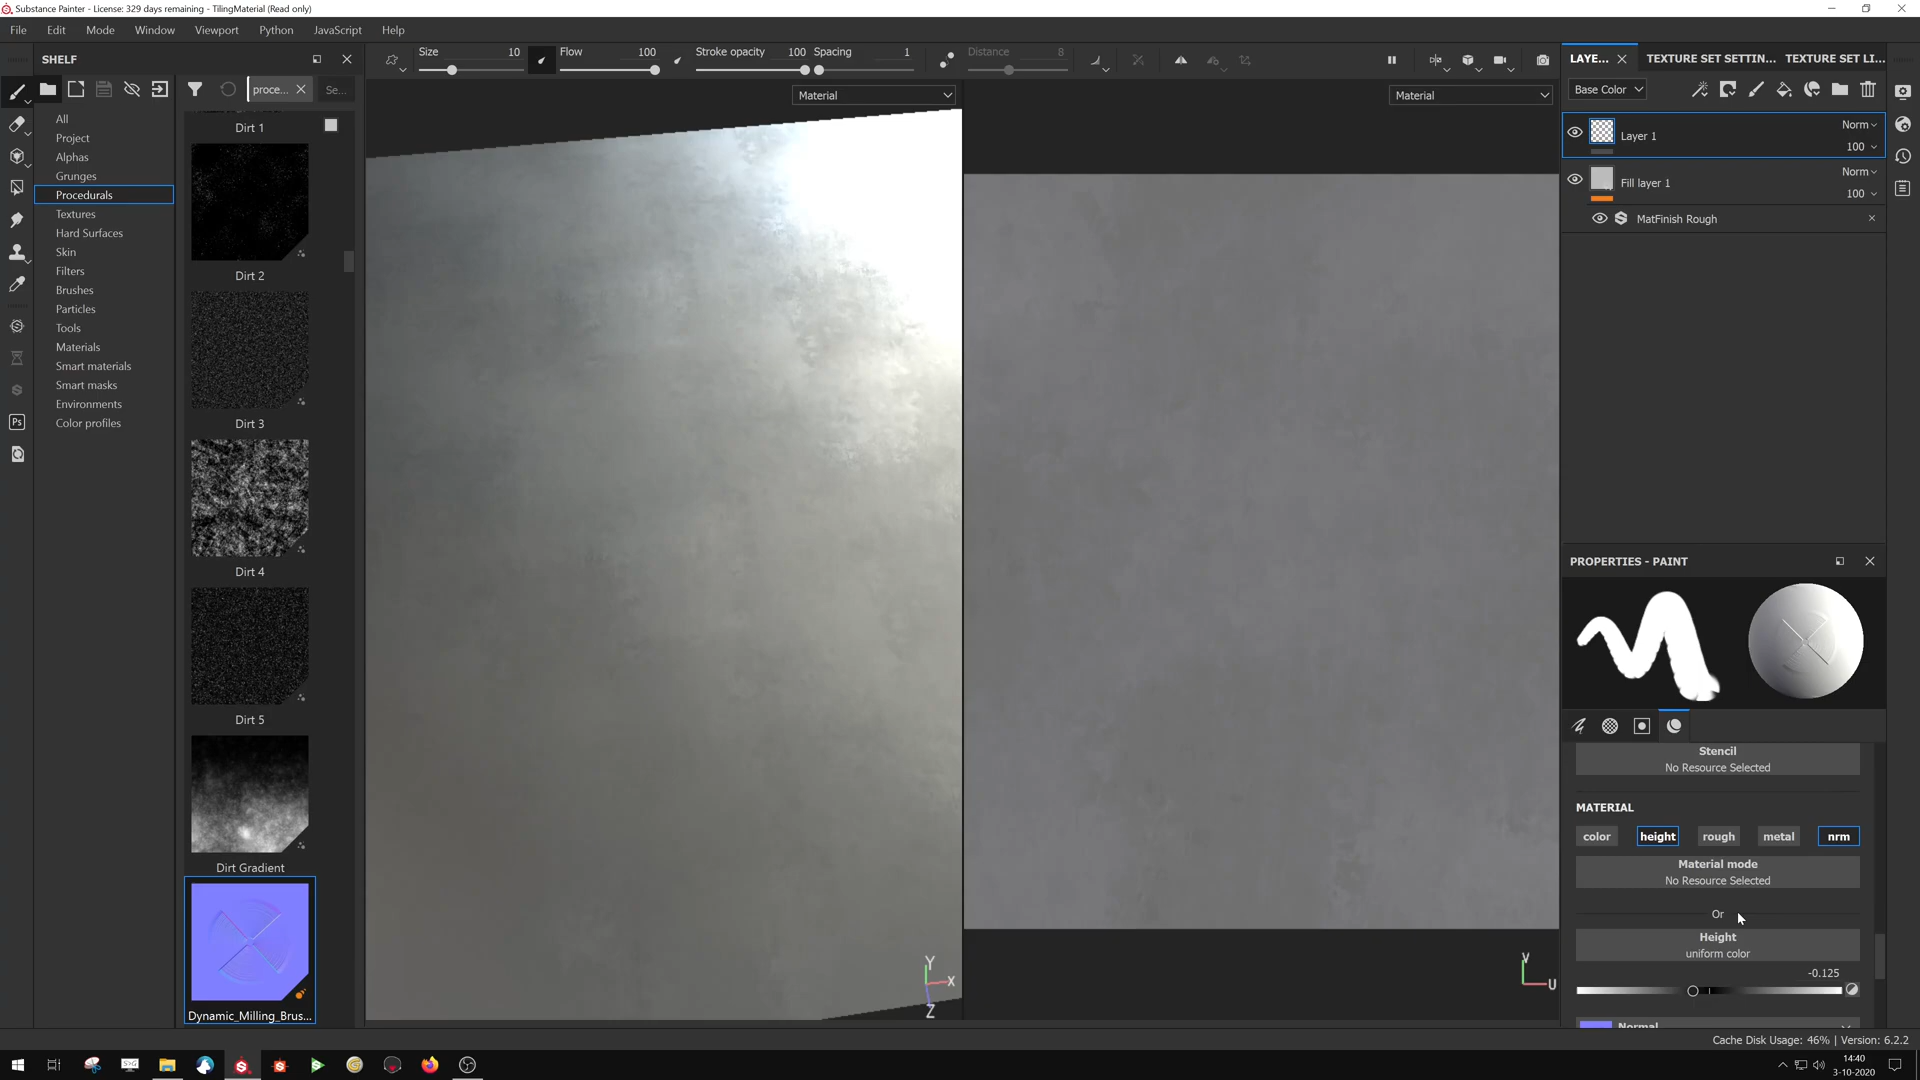 Substance Painter - License: 329 days remaining - TilingMaterial (Read only)
File Edit Mode Window Viewport Python JavaScript Help
SHELF
Size 10 Flow 100 Stroke opacity 100 Spacing 1 Distance 8
LAYE... TEXTURE SET SETTIN... TEXTURE SET LI...
proce... Se...
Material
Material
Base Color
All
Project
Alphas
Grunges
Procedurals
Textures
Hard Surfaces
Skin
Filters
Brushes
Particles
Tools
Materials
Smart materials
Smart masks
Environments
Color profiles
Ps
Dirt 1
Dirt 2
Dirt 3
Dirt 4
Dirt 5
Dirt Gradient
Dynamic_Milling_Brus...
Y
X
Z
V
U
Layer 1
Norm
100
Fill layer 1
Norm
100
MatFinish Rough
PROPERTIES - PAINT
Stencil
No Resource Selected
MATERIAL
color height rough metal nrm
Material mode
No Resource Selected
Or
Height
uniform color
-0.125
Normal
Cache Disk Usage: 46% | Version: 6.2.2
14:40
3-10-2020